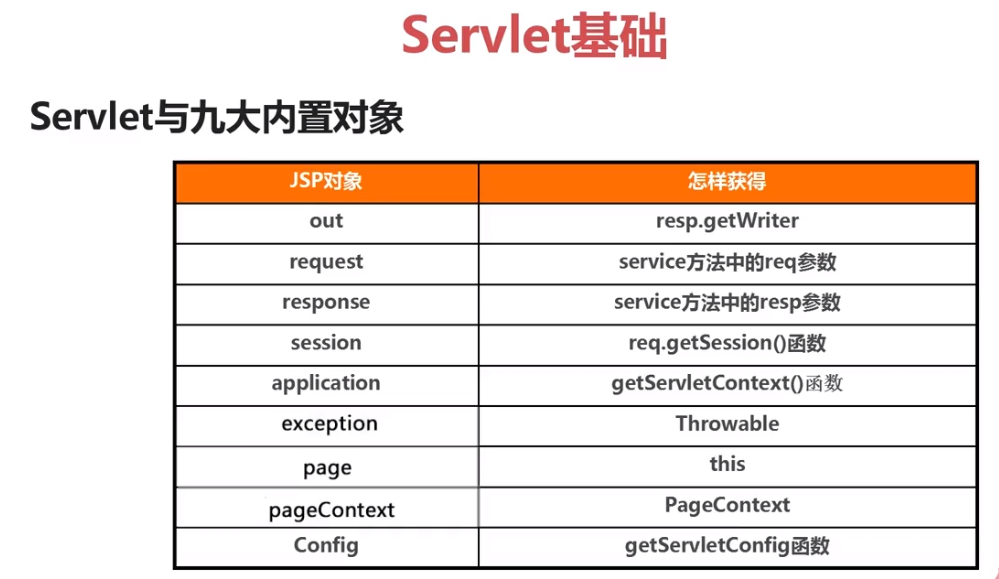 Servlet基础
Servlet与九大内置对象
JSP对象 怎样获得
out resp.getWriter
request service方法中的req参数
response service方法中的resp参数
session req.getSession()函数
application getServletContext()函数
exception Throwable
page this
pageContext PageContext
Config getServletConfig函数